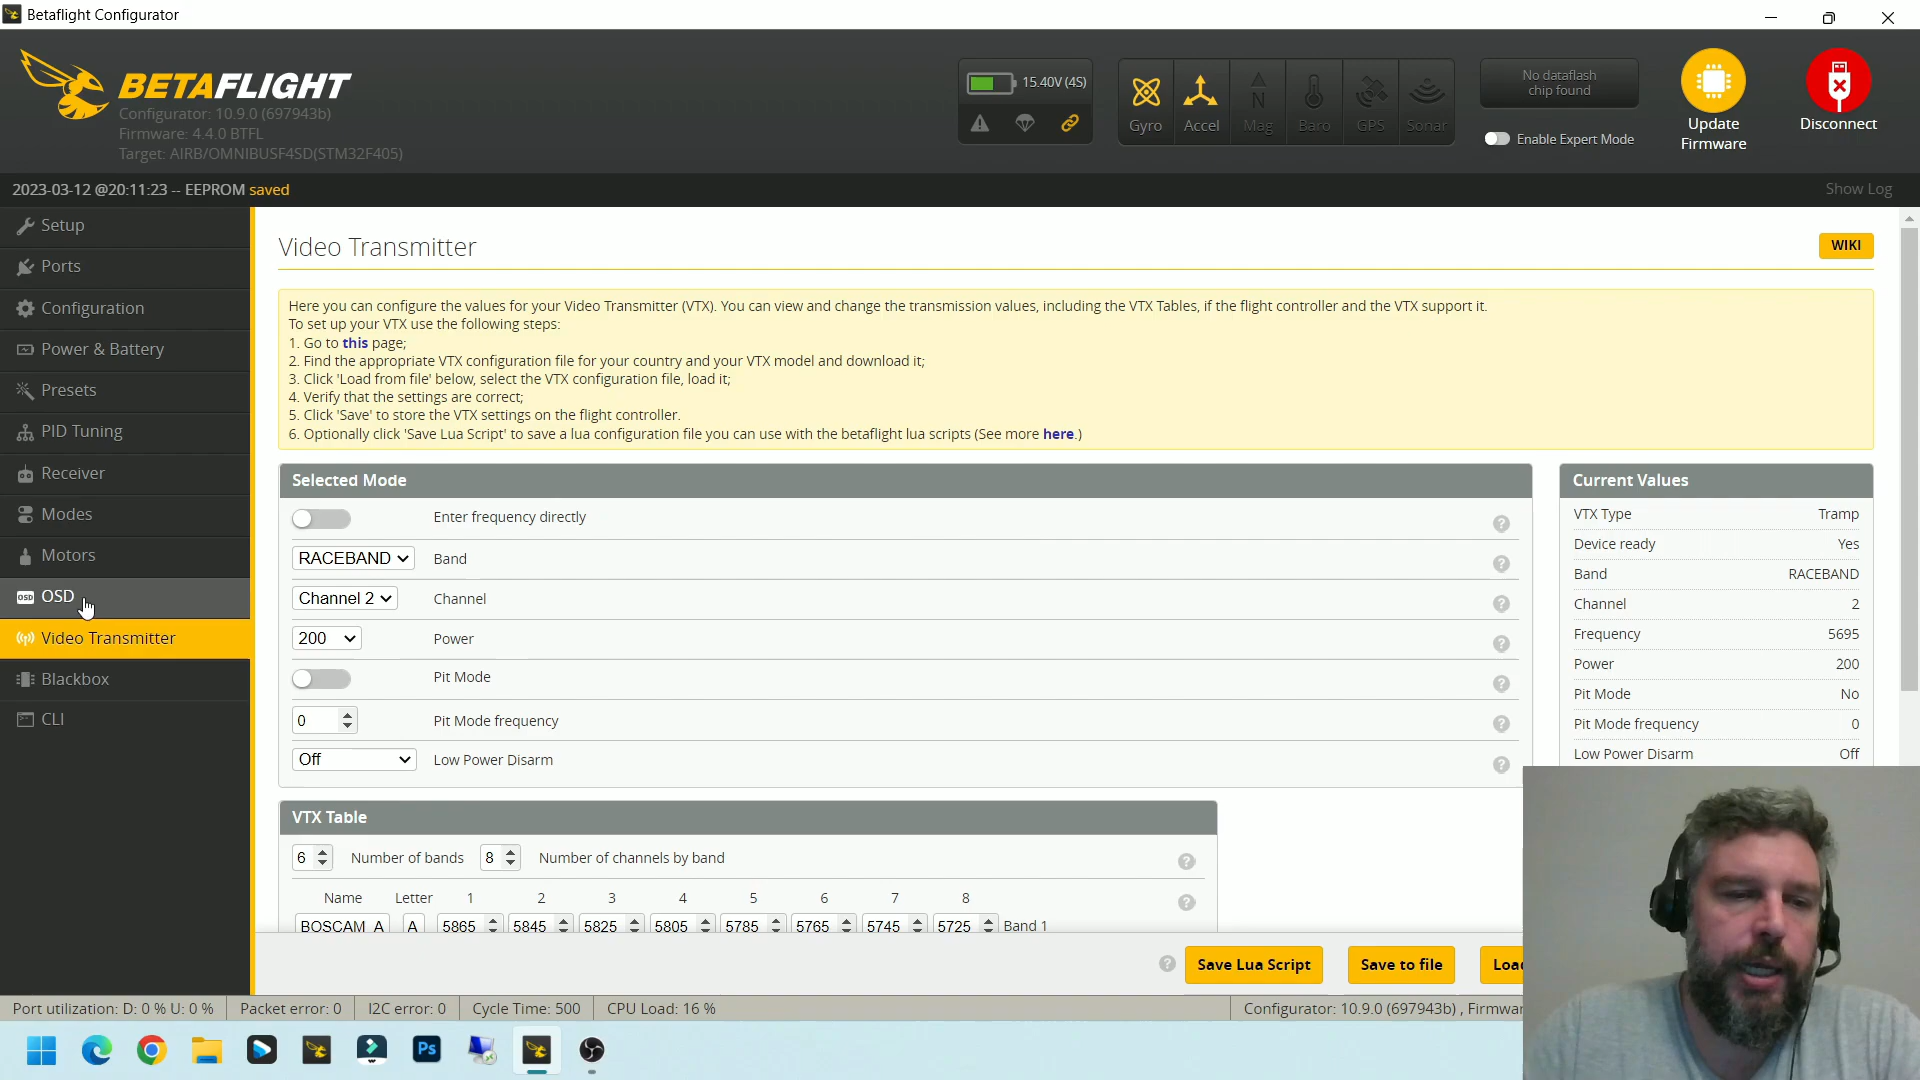 Betaflight Configurator
BETAFLIGHT
Configurator: 10.9.0 (697943b)
Firmware: 4.4.0 BTFL
Target: AIRB/OMNIBUSF4SD(STM32F405)
15.40V (4S)
Gyro Accel Mag Baro GPS Sonar
No dataflash
chip found
Enable Expert Mode
Update
Firmware
Disconnect
2023-03-12 @20:11:23 -- EEPROM saved
Show Log
Setup
Ports
Configuration
Power & Battery
Presets
PID Tuning
Receiver
Modes
Motors
OSD OSD
Video Transmitter
Blackbox
CLI
Video Transmitter
WIKI
Here you can configure the values for your Video Transmitter (VTX). You can view and change the transmission values, including the VTX Tables, if the flight controller and the VTX support it.
To set up your VTX use the following steps:
1. Go to this page;
2. Find the appropriate VTX configuration file for your country and your VTX model and download it;
3. Click 'Load from file' below, select the VTX configuration file, load it;
4. Verify that the settings are correct;
5. Click 'Save' to store the VTX settings on the flight controller.
6. Optionally click 'Save Lua Script' to save a lua configuration file you can use with the betaflight lua scripts (See more here.)
Selected Mode
Enter frequency directly ?
RACEBAND Band ?
Channel 2 Channel ?
200 Power ?
Pit Mode ?
0 Pit Mode frequency ?
Off Low Power Disarm ?
Current Values
VTX Type Tramp
Device ready Yes
Band RACEBAND
Channel 2
Frequency 5695
Power 200
Pit Mode No
Pit Mode frequency 0
Low Power Disarm Off
VTX Table
6 Number of bands 8 Number of channels by band ?
Name Letter 1 2 3 4 5 6 7 8 ?
BOSCAM_A A 5865 5845 5825 5805 5785 5765 5745 5725 Band 1
? Save Lua Script Save to file Loa
Port utilization: D: 0 % U: 0 % Packet error: 0 I2C error: 0 Cycle Time: 500 CPU Load: 16 % Configurator: 10.9.0 (697943b) , Firmwar
Ps